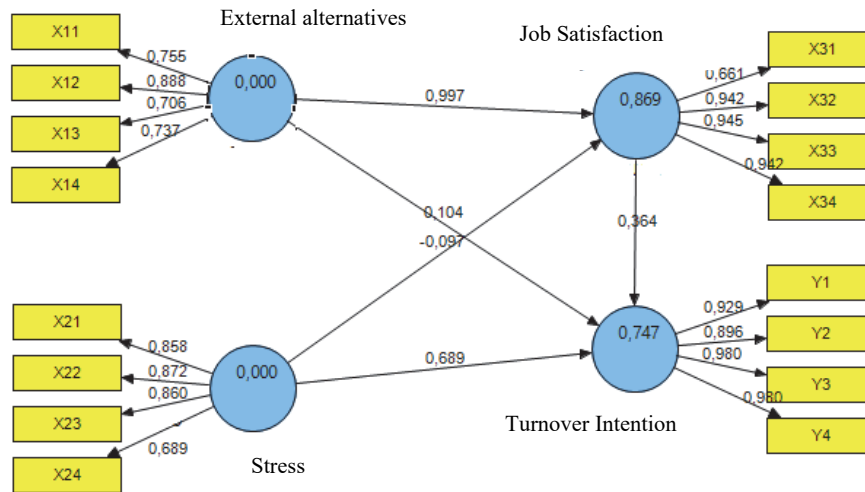 External alternatives
Job Satisfaction
X11
X12
X13
X14
0,755
0,888
0,706
0,737
0,000
0,997
0,869
0,661
0,942
0,945
0,942
X31
X32
X33
X34
0,104
-0,097
0,364
X21
X22
X23
X24
0,858
0,872
0,860
0,689
0,000
0,689
0,747
0,929
0,896
0,980
0,980
Y1
Y2
Y3
Y4
Stress
Turnover Intention